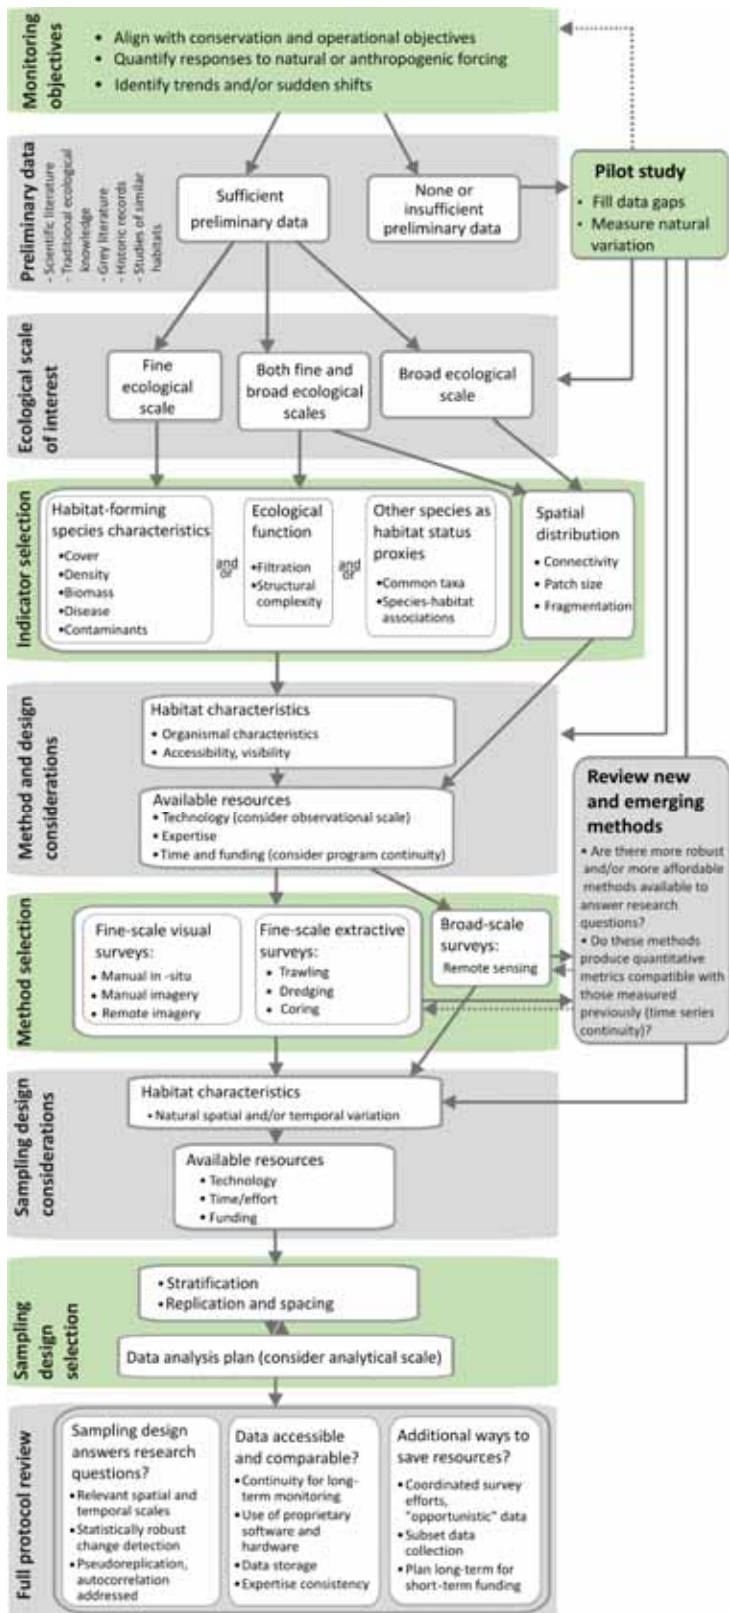 Monitoring
objectives
• Align with conservation and operational objectives
• Quantify responses to natural or anthropogenic forcing
• Identify trends and/or sudden shifts
Preliminary data
- Scientific literature
- Traditional ecological
knowledge
- Grey literature
- Historic records
- Studies of similar
habitats
Sufficient
preliminary data
None or
insufficient
preliminary data
Pilot study
• Fill data gaps
• Measure natural
variation
Ecological scale
of interest
Fine
ecological
scale
Both fine and
broad ecological
scales
Broad ecological
scale
Indicator selection
Habitat-forming
species characteristics
•Cover
•Density
•Biomass
•Disease
•Contaminants
and
or
Ecological
function
•Filtration
•Structural
complexity
and
or
Other species as
habitat status
proxies
•Common taxa
•Species-habitat
associations
Spatial
distribution
• Connectivity
• Patch size
• Fragmentation
Method and design
considerations
Habitat characteristics
• Organismal characteristics
• Accessibility, visibility
Available resources
• Technology (consider observational scale)
• Expertise
• Time and funding (consider program continuity)
Review new
and emerging
methods
• Are there more robust
and/or more affordable
methods available to
answer research
questions?
• Do these methods
produce quantitative
metrics compatible with
those measured
previously (time series
continuity)?
Method selection
Fine-scale visual
surveys:
• Manual in -situ
• Manual imagery
• Remote imagery
Fine-scale extractive
surveys:
• Trawling
• Dredging
• Coring
Broad-scale
surveys:
Remote sensing
Sampling design
considerations
Habitat characteristics
• Natural spatial and/or temporal variation
Available resources
• Technology
• Time/effort
• Funding
Sampling
design
selection
• Stratification
• Replication and spacing
Data analysis plan (consider analytical scale)
Full protocol review
Sampling design
answers research
questions?
•Relevant spatial and
temporal scales
•Statistically robust
change detection
•Pseudoreplication,
autocorrelation
addressed
Data accessible
and comparable?
•Continuity for long-
term monitoring
•Use of proprietary
software and
hardware
•Data storage
•Expertise consistency
Additional ways to
save resources?
•Coordinated survey
efforts,
"opportunistic" data
•Subset data
collection
•Plan long-term for
short-term funding